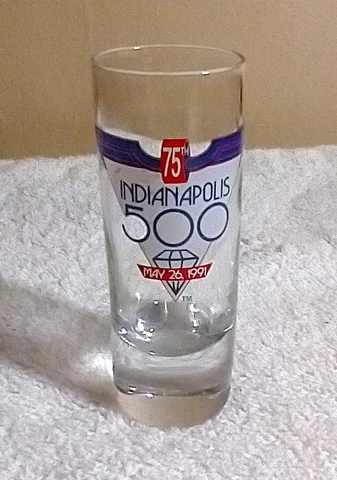 75TH
INDIANAPOLIS
500
MAY 26, 1991
TM